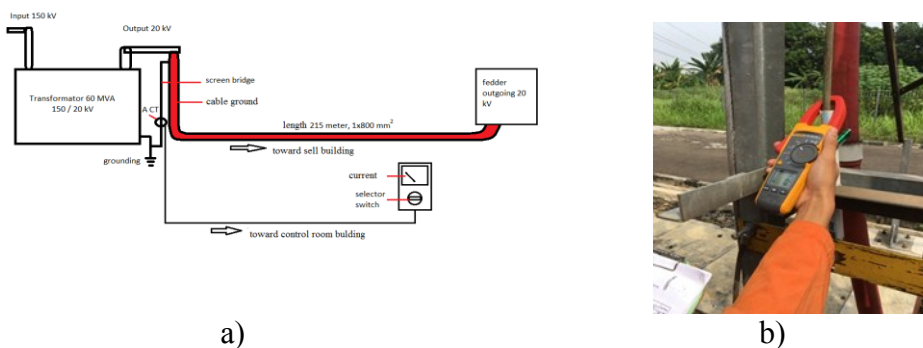 Input 150 kV
Output 20 kV
Transformator 60 MVA
150 / 20 kV
A CT
grounding
screen bridge
cable ground
length 215 meter, 1x800 mm²
toward sell building
fedder
outgoing 20
kV
current
selector
switch
toward control room bulding
a)
b)